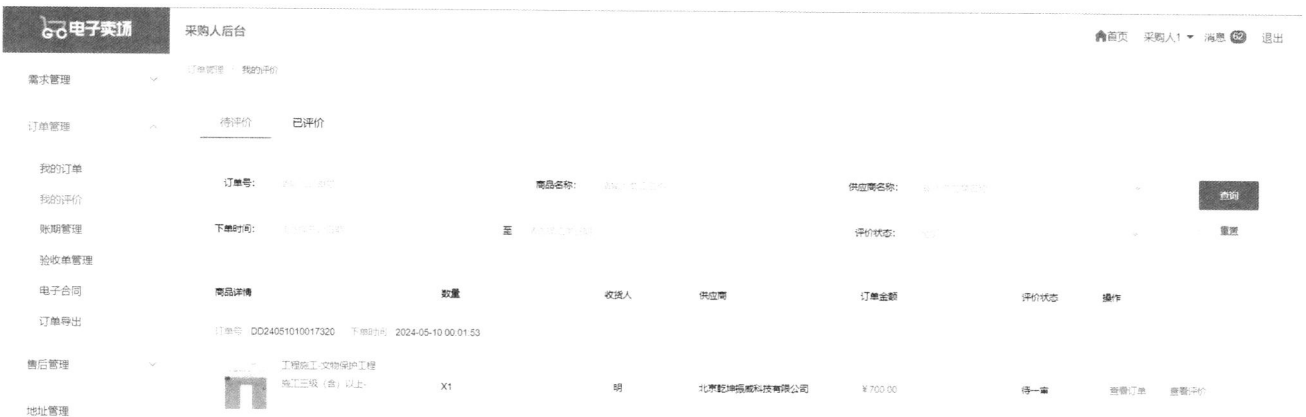 电子卖场
采购人后台
首页 采购人1 消息 62 退出
需求管理
订单管理
我的订单
我的评价
账期管理
验收单管理
电子合同
订单导出
售后管理
地址管理
订单管理 我的评价
待评价 已评价
订单号: 商品名称: 供应商名称: 查询
下单时间: 至 评价状态: 重置
商品详情 数量 收货人 供应商 订单金额 评价状态 操作
订单号 DD24051010017320 下单时间 2024-05-10 00:01:53
工程施工-文物保护工程
施工三级（含）以上-
X1 明 北京乾坤振威科技有限公司 ¥700.00 待一审 查看订单 查看评价